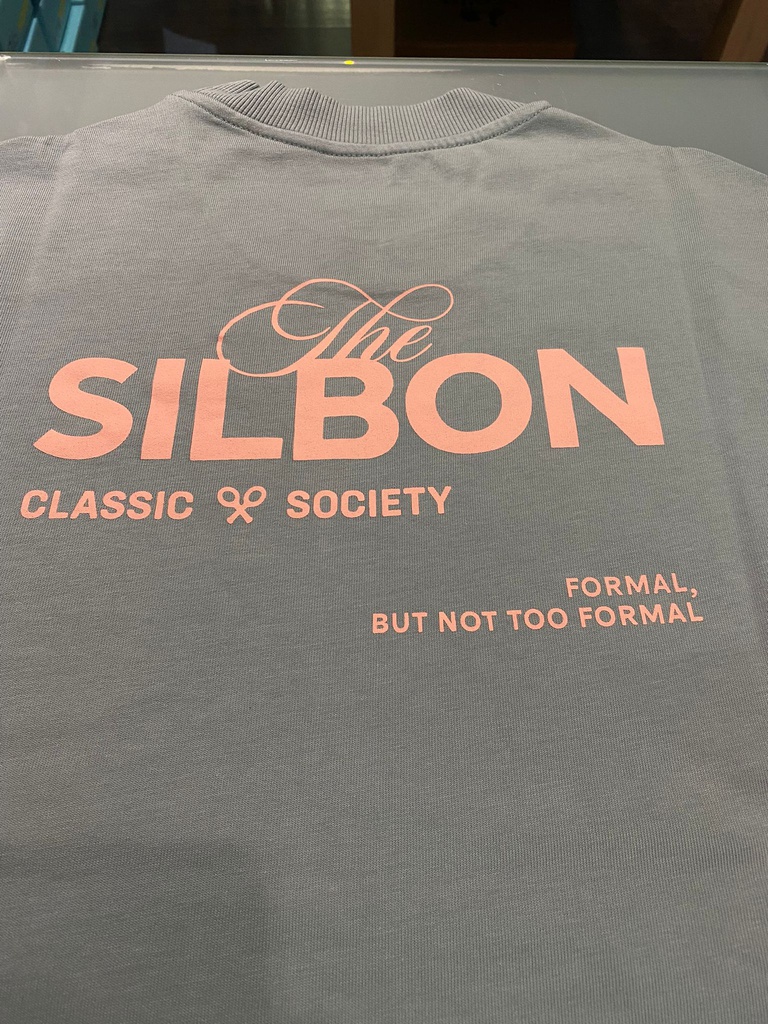 The
SILBON
CLASSIC SOCIETY
FORMAL,
BUT NOT TOO FORMAL